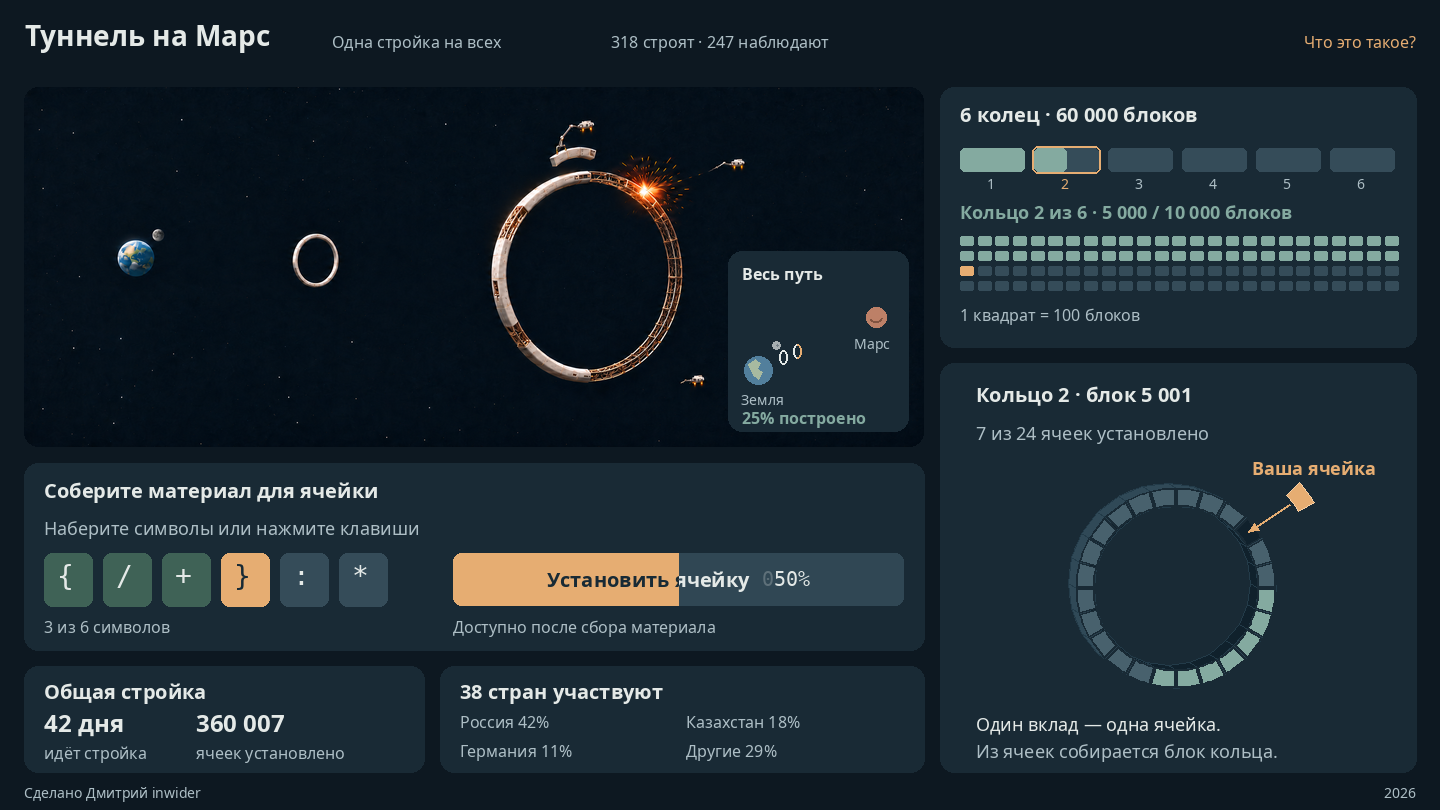 Туннель на Марс
Одна стройка на всех
318 строят · 247 наблюдают
Что это такое?
Весь путь
Марс
Земля
25% построено
6 колец · 60 000 блоков
1 2 3 4 5 6
Кольцо 2 из 6 · 5 000 / 10 000 блоков
1 квадрат = 100 блоков
Соберите материал для ячейки
Наберите символы или нажмите клавиши
{ / + } : *
Установить ячейку 050%
3 из 6 символов
Доступно после сбора материала
Кольцо 2 · блок 5 001
7 из 24 ячеек установлено
Ваша ячейка
Один вклад — одна ячейка.
Из ячеек собирается блок кольца.
Общая стройка
42 дня
идёт стройка
360 007
ячеек установлено
38 стран участвуют
Россия 42%
Казахстан 18%
Германия 11%
Другие 29%
Сделано Дмитрий inwider
2026